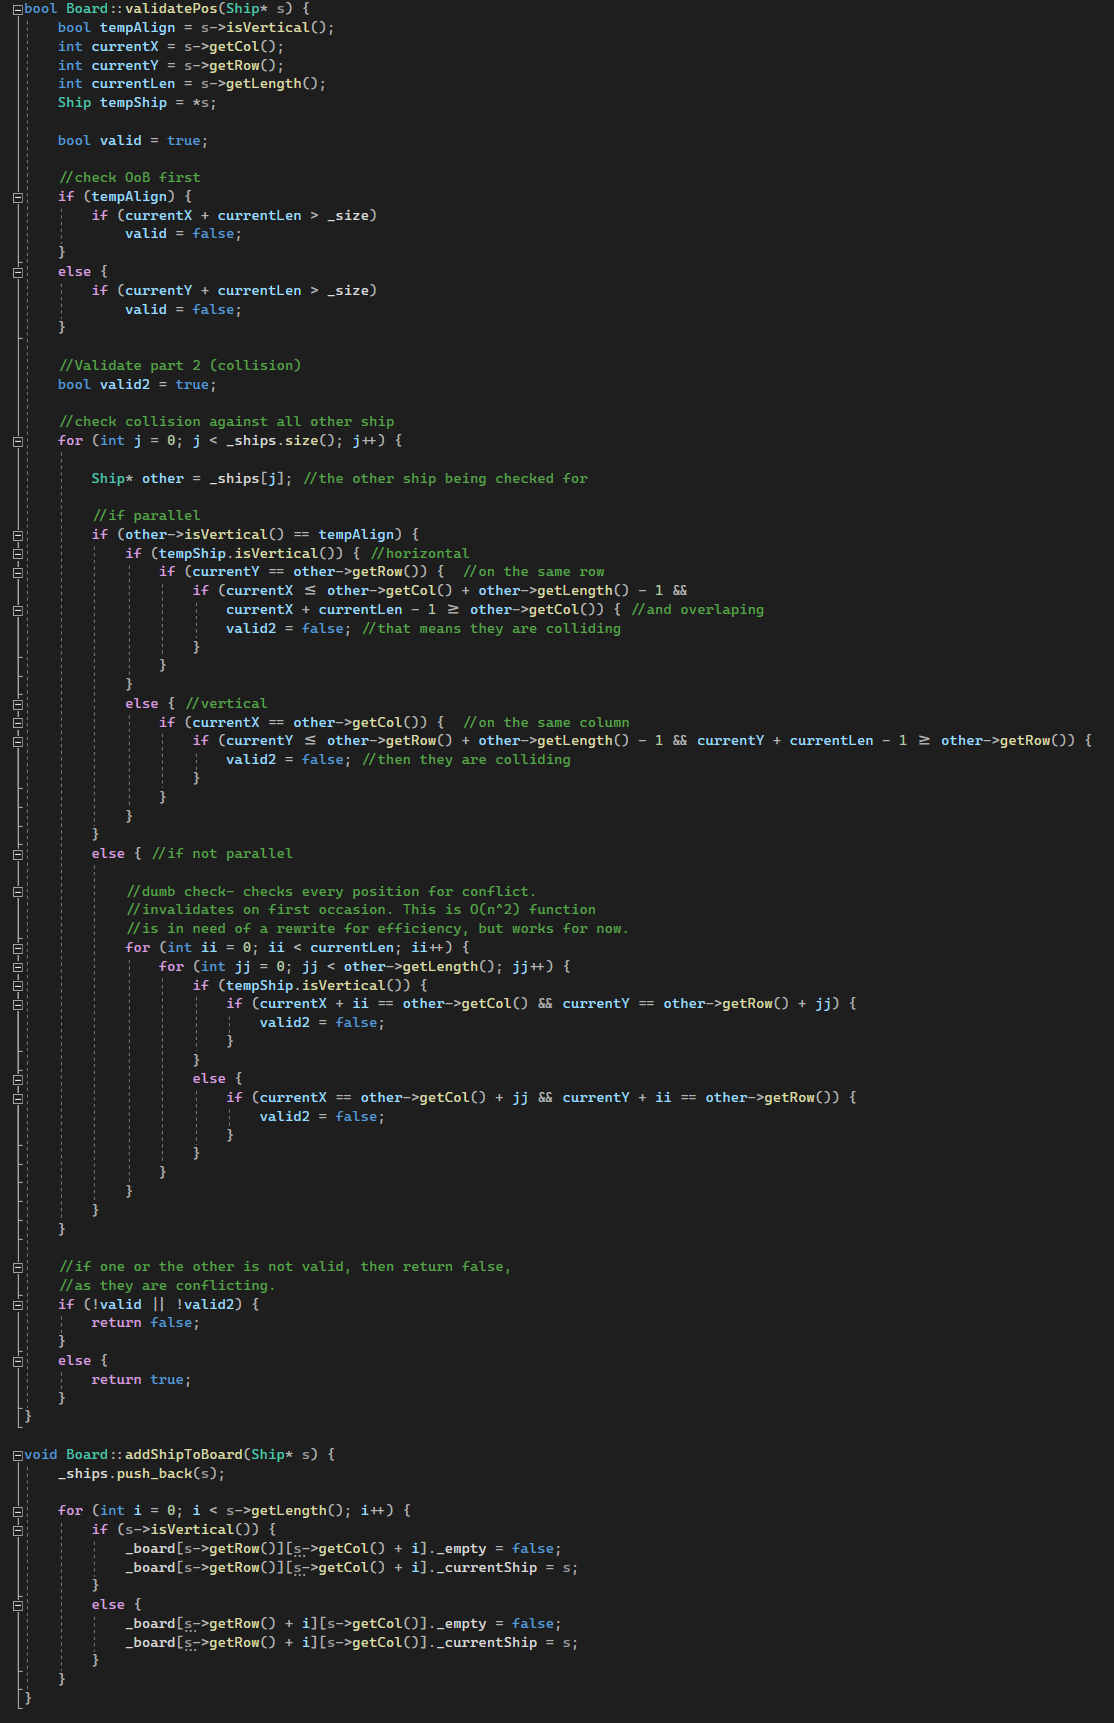 bool Board::validatePos(Ship* s) {
    bool tempAlign = s->isVertical();
    int currentX = s->getCol();
    int currentY = s->getRow();
    int currentLen = s->getLength();
    Ship tempShip = *s;

    bool valid = true;

    //check OoB first
    if (tempAlign) {
        if (currentX + currentLen > _size)
            valid = false;
    }
    else {
        if (currentY + currentLen > _size)
            valid = false;
    }

    //Validate part 2 (collision)
    bool valid2 = true;

    //check collision against all other ship
    for (int j = 0; j < _ships.size(); j++) {

        Ship* other = _ships[j]; //the other ship being checked for

        //if parallel
        if (other->isVertical() == tempAlign) {
            if (tempShip.isVertical()) { //horizontal
                if (currentY == other->getRow()) {  //on the same row
                    if (currentX ≤ other->getCol() + other->getLength() - 1 &&
                        currentX + currentLen - 1 ≥ other->getCol()) { //and overlaping
                        valid2 = false; //that means they are colliding
                    }
                }
            }
            else { //vertical
                if (currentX == other->getCol()) {  //on the same column
                    if (currentY ≤ other->getRow() + other->getLength() - 1 && currentY + currentLen - 1 ≥ other->getRow()) {
                        valid2 = false; //then they are colliding
                    }
                }
            }
        }
        else { //if not parallel

            //dumb check- checks every position for conflict.
            //invalidates on first occasion. This is O(n^2) function
            //is in need of a rewrite for efficiency, but works for now.
            for (int ii = 0; ii < currentLen; ii++) {
                for (int jj = 0; jj < other->getLength(); jj++) {
                    if (tempShip.isVertical()) {
                        if (currentX + ii == other->getCol() && currentY == other->getRow() + jj) {
                            valid2 = false;
                        }
                    }
                    else {
                        if (currentX == other->getCol() + jj && currentY + ii == other->getRow()) {
                            valid2 = false;
                        }
                    }
                }
            }
        }
    }

    //if one or the other is not valid, then return false,
    //as they are conflicting.
    if (!valid || !valid2) {
        return false;
    }
    else {
        return true;
    }
}

void Board::addShipToBoard(Ship* s) {
    _ships.push_back(s);

    for (int i = 0; i < s->getLength(); i++) {
        if (s->isVertical()) {
            _board[s->getRow()][s->getCol() + i]._empty = false;
            _board[s->getRow()][s->getCol() + i]._currentShip = s;
        }
        else {
            _board[s->getRow() + i][s->getCol()]._empty = false;
            _board[s->getRow() + i][s->getCol()]._currentShip = s;
        }
    }
}